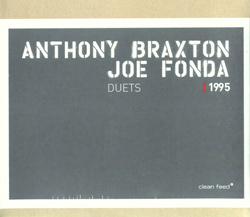 ANTHONY BRAXTON
JOE FONDA
DUETS 1995
clean feed